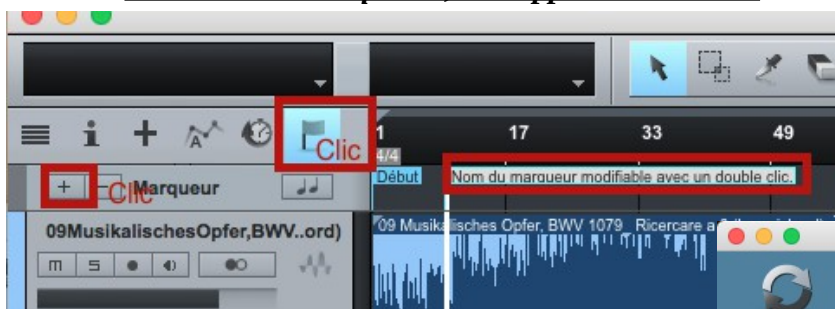 Clic
1 17 33 49
4/4
+ - Clic Marqueur
Début Nom du marqueur modifiable avec un double clic.
09MusikalischesOpfer,BWV..ord)
09 Musikalisches Opfer, BWV 1079_ Ricercare a
m S